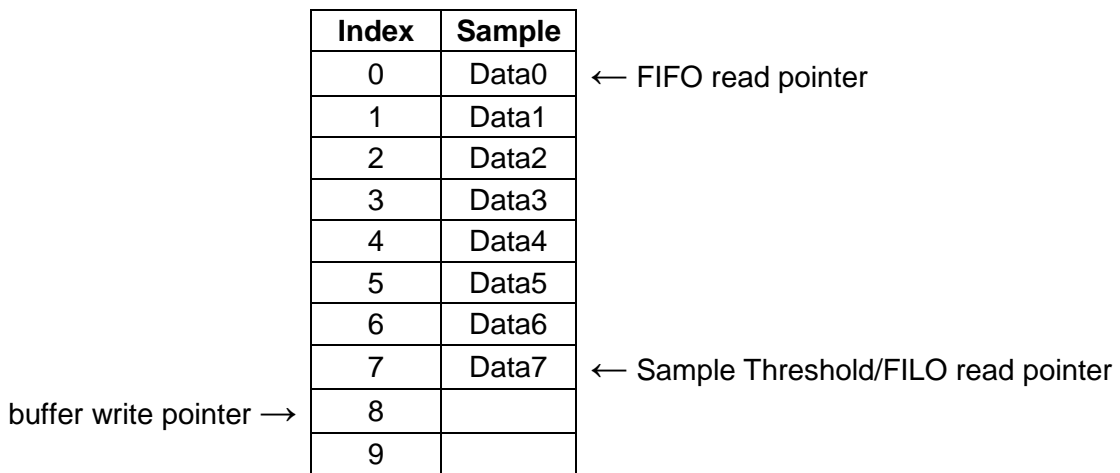 Index Sample
0 Data0 ← FIFO read pointer
1 Data1
2 Data2
3 Data3
4 Data4
5 Data5
6 Data6
7 Data7 ← Sample Threshold/FILO read pointer
buffer write pointer → 8
9